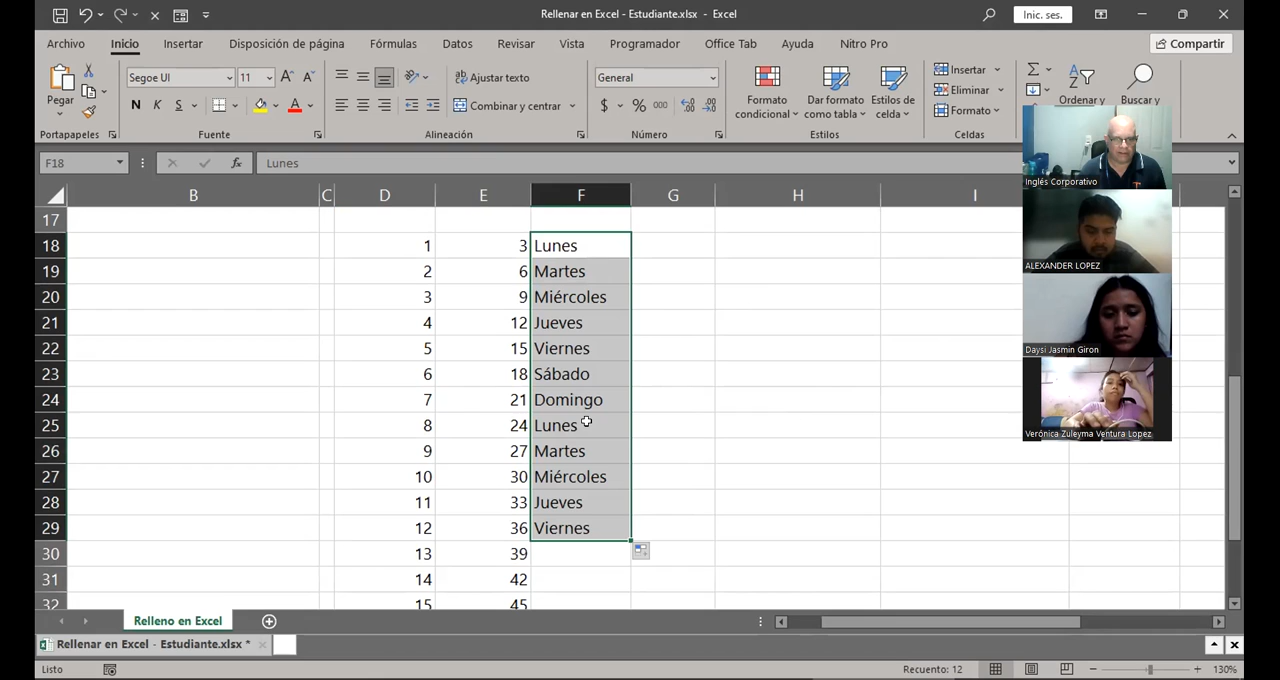 Rellenar en Excel - Estudiante.xlsx - Excel
Inic. ses.
Archivo Inicio Insertar Disposición de página Fórmulas Datos Revisar Vista Programador Office Tab Ayuda Nitro Pro
Compartir
Pegar
Segoe UI 11
N K S
Ajustar texto
Combinar y centrar
General
$ % 000
Formato condicional
Dar formato como tabla
Estilos de celda
Insertar
Eliminar
Formato
Ordenar y
Buscar y
Portapapeles Fuente Alineación Número Estilos Celdas
F18 fx Lunes
B C D E F G H I
17
18 1 3 Lunes
19 2 6 Martes
20 3 9 Miércoles
21 4 12 Jueves
22 5 15 Viernes
23 6 18 Sábado
24 7 21 Domingo
25 8 24 Lunes
26 9 27 Martes
27 10 30 Miércoles
28 11 33 Jueves
29 12 36 Viernes
30 13 39
31 14 42
32 15 45
Inglés Corporativo
ALEXANDER LOPEZ
Daysi Jasmin Giron
Verónica Zuleyma Ventura Lopez
Relleno en Excel
Rellenar en Excel - Estudiante.xlsx *
Listo
Recuento: 12
130%